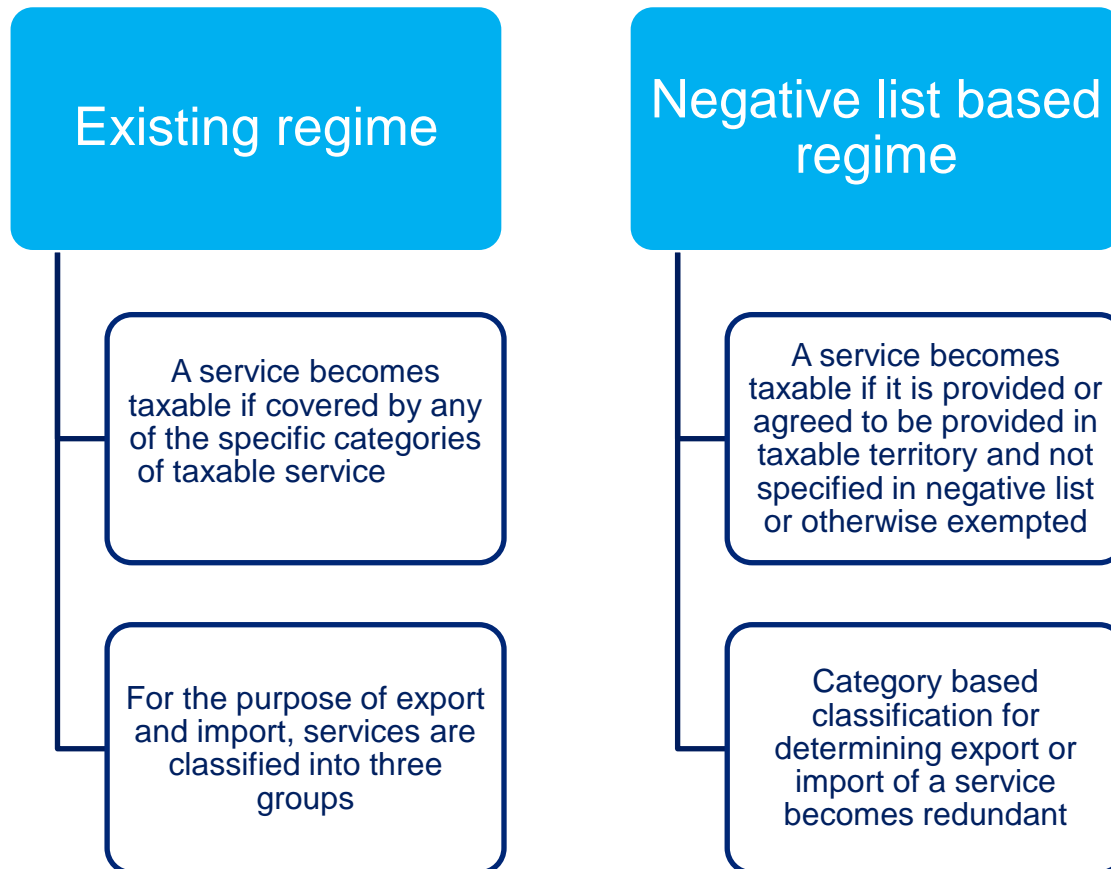 Existing regime
A service becomes
taxable if covered by any
of the specific categories
of taxable service
For the purpose of export
and import, services are
classified into three
groups
Negative list based
regime
A service becomes
taxable if it is provided or
agreed to be provided in
taxable territory and not
specified in negative list
or otherwise exempted
Category based
classification for
determining export or
import of a service
becomes redundant